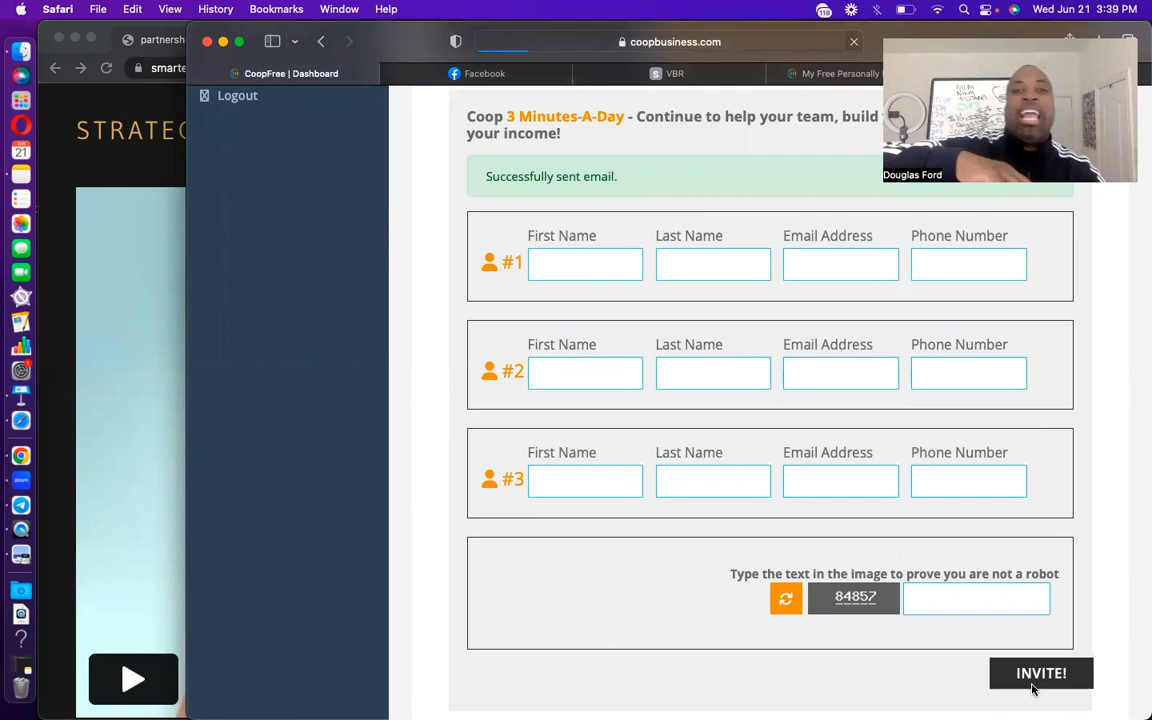 Safari File Edit View History Bookmarks Window Help Wed Jun 21 3:39 PM
partnersh
coopbusiness.com
smarte
CoopFree | Dashboard
Facebook
VBR
My Free Personally
Logout
STRATEG
Coop 3 Minutes-A-Day - Continue to help your team, build
your income!
Successfully sent email.
Douglas Ford
First Name Last Name Email Address Phone Number
#1
First Name Last Name Email Address Phone Number
#2
First Name Last Name Email Address Phone Number
#3
Type the text in the image to prove you are not a robot
84857
INVITE!